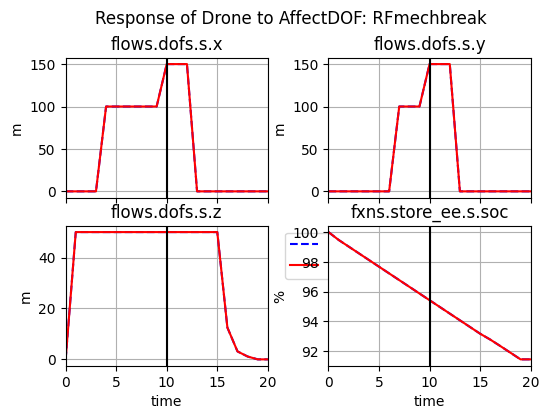 Response of Drone to AffectDOF: RFmechbreak
flows.dofs.s.x
flows.dofs.s.y
150
100
50
0
m
150
100
50
0
m
flows.dofs.s.z
fxns.store_ee.s.soc
40
20
0
m
100
98
96
94
92
%
0 5 10 15 20
time
0 5 10 15 20
time